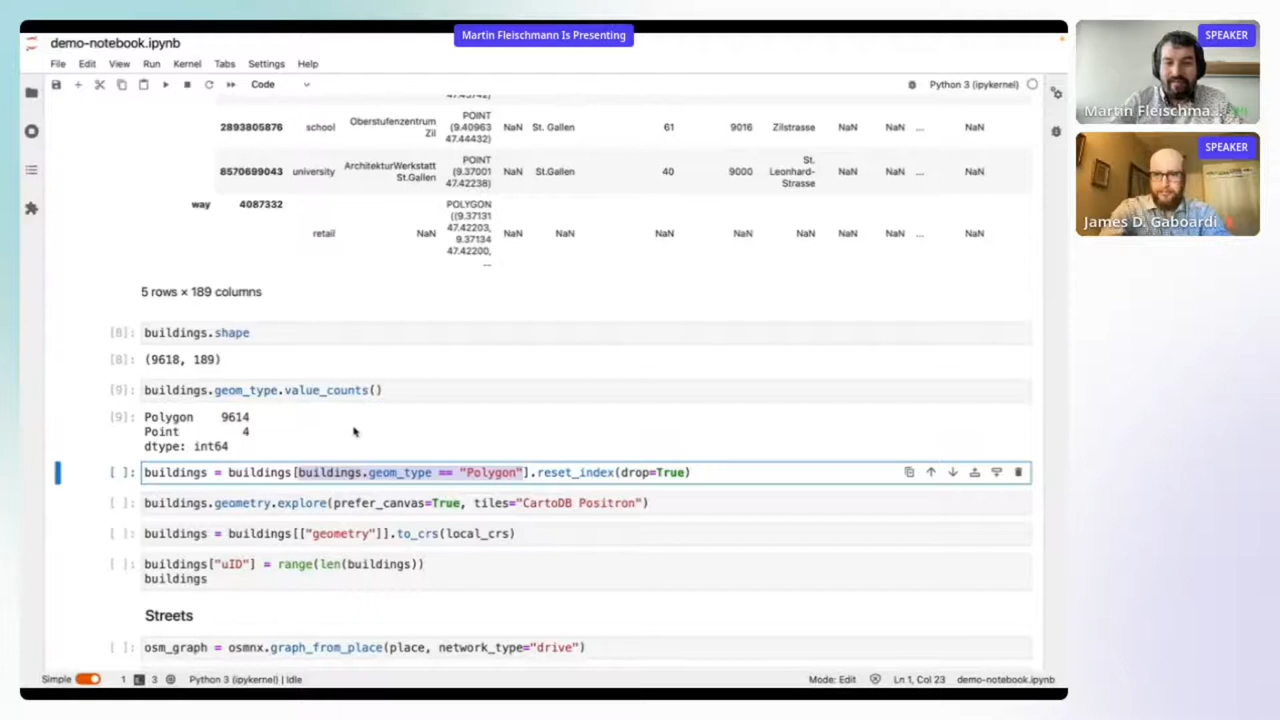 Martin Fleischmann Is Presenting
demo-notebook.ipynb
File Edit View Run Kernel Tabs Settings Help
Code
Python 3 (ipykernel)
2893805876 school Oberstufenzentrum Zil POINT (9.40963 47.44432) NaN St. Gallen 61 9016 Zilstrasse NaN NaN ... NaN
8570699043 university ArchitekturWerkstatt St.Gallen POINT (9.37001 47.42238) NaN St.Gallen 40 9000 St. Leonhard-Strasse NaN NaN ... NaN
way 4087332 retail NaN POLYGON ((9.37131 47.42203, 9.37134 47.42200, ... NaN NaN NaN NaN NaN NaN NaN ... NaN
5 rows × 189 columns
[8]: buildings.shape
[8]: (9618, 189)
[9]: buildings.geom_type.value_counts()
[9]: Polygon 9614
Point 4
dtype: int64
[ ]: buildings = buildings[buildings.geom_type == "Polygon"].reset_index(drop=True)
[ ]: buildings.geometry.explore(prefer_canvas=True, tiles="CartoDB Positron")
[ ]: buildings = buildings[["geometry"]].to_crs(local_crs)
[ ]: buildings["uID"] = range(len(buildings))
buildings
Streets
[ ]: osm_graph = osmnx.graph_from_place(place, network_type="drive")
Simple 1 3 Python 3 (ipykernel) | Idle Mode: Edit Ln 1, Col 23 demo-notebook.ipynb
SPEAKER
Martin Fleischma...
SPEAKER
James D. Gaboardi